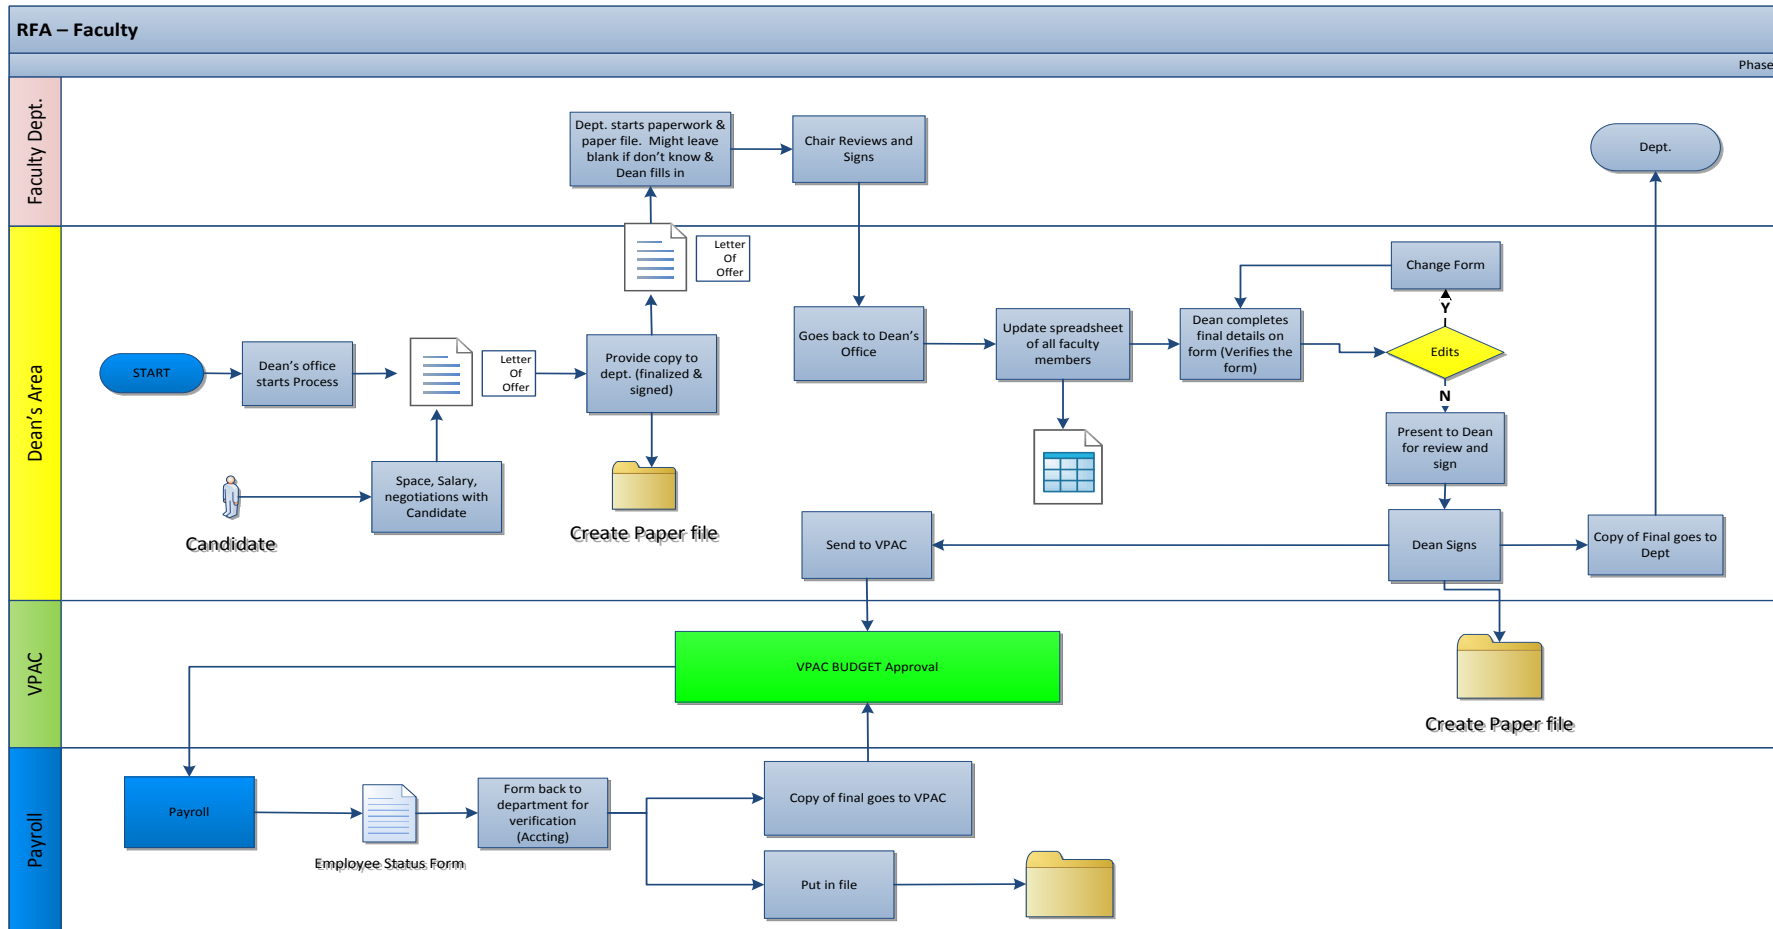 RFA – Faculty
Phase
Faculty Dept.
Dept. starts paperwork &
paper file.  Might leave
blank if don't know &
Dean fills in
Chair Reviews and
Signs
Dept.
Dean's Area
Letter
Of
Offer
Change Form
Y
START
Dean's office
starts Process
Letter
Of
Offer
Provide copy to
dept. (finalized &
signed)
Goes back to Dean's
Office
Update spreadsheet
of all faculty
members
Dean completes
final details on
form (Verifies the
form)
Edits
N
Present to Dean
for review and
sign
Candidate
Space, Salary,
negotiations with
Candidate
Create Paper file
Send to VPAC
Dean Signs
Copy of Final goes to
Dept
VPAC
VPAC BUDGET Approval
Create Paper file
Payroll
Payroll
Employee Status Form
Form back to
department for
verification
(Accting)
Copy of final goes to VPAC
Put in file